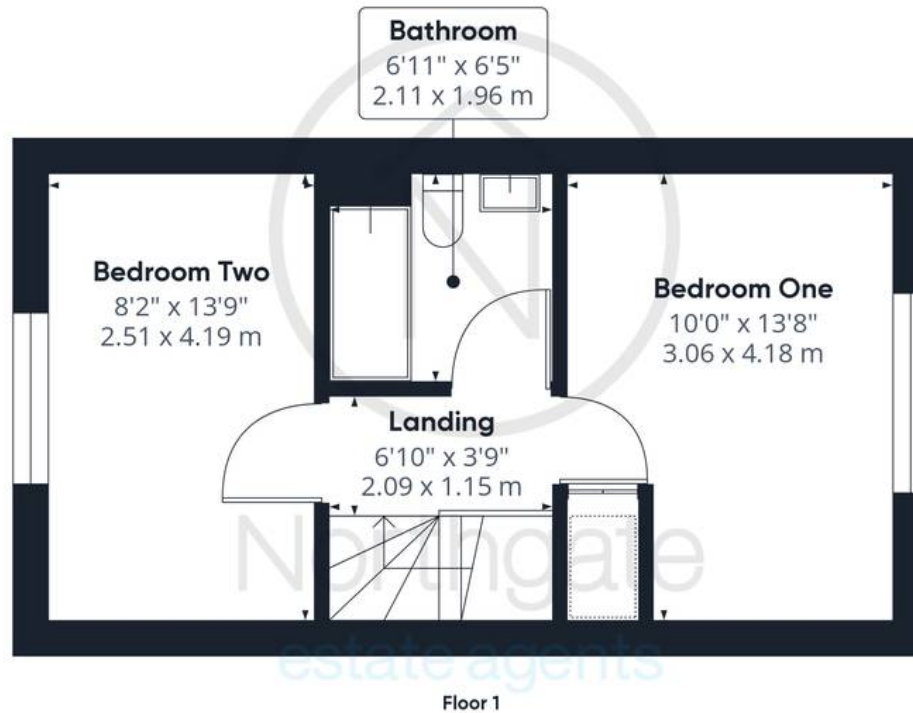 Bathroom
6'11" x 6'5"
2.11 x 1.96 m
Bedroom Two
8'2" x 13'9"
2.51 x 4.19 m
Bedroom One
10'0" x 13'8"
3.06 x 4.18 m
Landing
6'10" x 3'9"
2.09 x 1.15 m
Northgate
estate agents
Floor 1